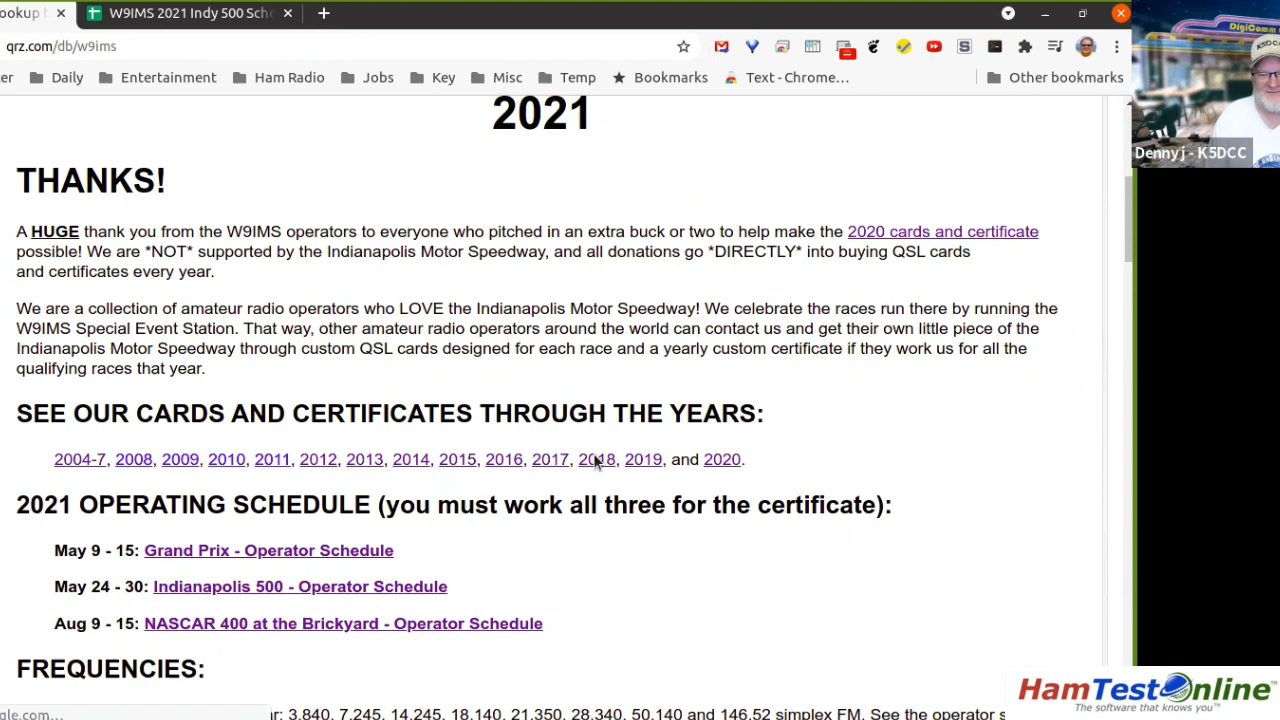 ookup b
W9IMS 2021 Indy 500 Sche
qrz.com/db/w9ims
er Daily Entertainment Ham Radio Jobs Key Misc Temp Bookmarks Text - Chrome... Other bookmarks
DigiComm
K5DCC
Dennyj - K5DCC
2021
THANKS!
A HUGE thank you from the W9IMS operators to everyone who pitched in an extra buck or two to help make the 2020 cards and certificate
possible! We are *NOT* supported by the Indianapolis Motor Speedway, and all donations go *DIRECTLY* into buying QSL cards
and certificates every year.
We are a collection of amateur radio operators who LOVE the Indianapolis Motor Speedway! We celebrate the races run there by running the
W9IMS Special Event Station. That way, other amateur radio operators around the world can contact us and get their own little piece of the
Indianapolis Motor Speedway through custom QSL cards designed for each race and a yearly custom certificate if they work us for all the
qualifying races that year.
SEE OUR CARDS AND CERTIFICATES THROUGH THE YEARS:
2004-7, 2008, 2009, 2010, 2011, 2012, 2013, 2014, 2015, 2016, 2017, 2018, 2019, and 2020.
2021 OPERATING SCHEDULE (you must work all three for the certificate):
May 9 - 15: Grand Prix - Operator Schedule
May 24 - 30: Indianapolis 500 - Operator Schedule
Aug 9 - 15: NASCAR 400 at the Brickyard - Operator Schedule
FREQUENCIES:
gle.com...
r: 3.840, 7.245, 14.245, 18.140, 21.350, 28.340, 50.140 and 146.52 simplex FM. See the operator s
HamTestOnline™
The software that knows you™